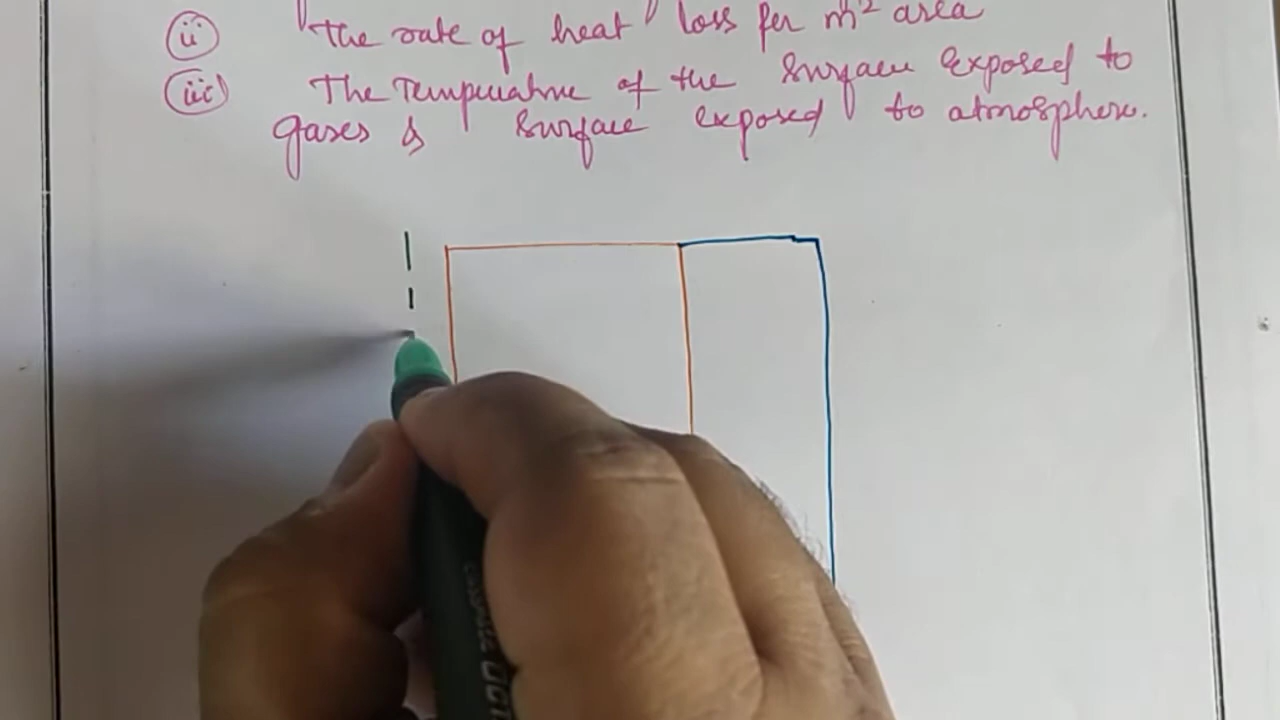 (ii) The rate of heat loss per m² area
(iii) The Temperature of the surface exposed to
gases & surface exposed to atmosphere.